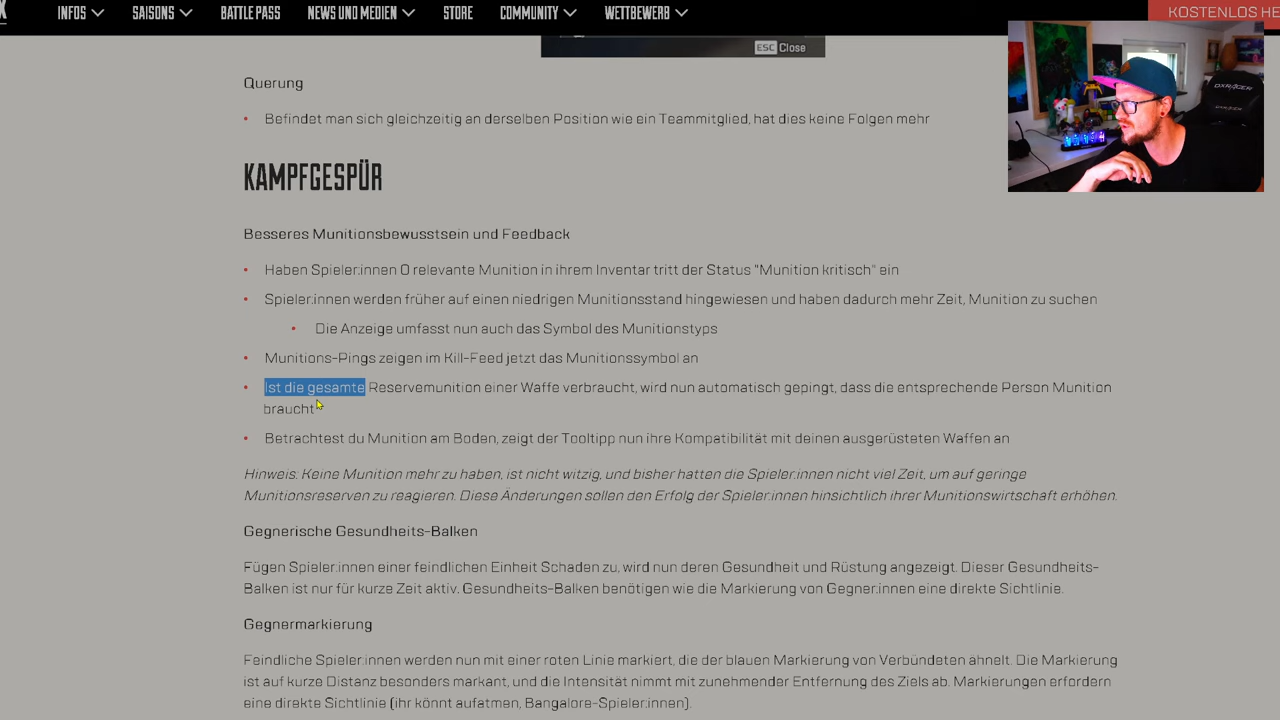 INFOS
SAISONS
BATTLE PASS
NEWS UND MEDIEN
STORE
COMMUNITY
WETTBEWERB
KOSTENLOS HE
ESC Close
DXRACER
Querung
• Befindet man sich gleichzeitig an derselben Position wie ein Teammitglied, hat dies keine Folgen mehr
KAMPFGESPÜR
Besseres Munitionsbewusstsein und Feedback
• Haben Spieler:innen 0 relevante Munition in ihrem Inventar tritt der Status "Munition kritisch" ein
• Spieler:innen werden früher auf einen niedrigen Munitionsstand hingewiesen und haben dadurch mehr Zeit, Munition zu suchen
• Die Anzeige umfasst nun auch das Symbol des Munitionstyps
• Munitions-Pings zeigen im Kill-Feed jetzt das Munitionssymbol an
• Ist die gesamte Reservemunition einer Waffe verbraucht, wird nun automatisch gepingt, dass die entsprechende Person Munition
braucht
• Betrachtest du Munition am Boden, zeigt der Tooltipp nun ihre Kompatibilität mit deinen ausgerüsteten Waffen an
Hinweis: Keine Munition mehr zu haben, ist nicht witzig, und bisher hatten die Spieler:innen nicht viel Zeit, um auf geringe
Munitionsreserven zu reagieren. Diese Änderungen sollen den Erfolg der Spieler:innen hinsichtlich ihrer Munitionswirtschaft erhöhen.
Gegnerische Gesundheits-Balken
Fügen Spieler:innen einer feindlichen Einheit Schaden zu, wird nun deren Gesundheit und Rüstung angezeigt. Dieser Gesundheits-
Balken ist nur für kurze Zeit aktiv. Gesundheits-Balken benötigen wie die Markierung von Gegner:innen eine direkte Sichtlinie.
Gegnermarkierung
Feindliche Spieler:innen werden nun mit einer roten Linie markiert, die der blauen Markierung von Verbündeten ähnelt. Die Markierung
ist auf kurze Distanz besonders markant, und die Intensität nimmt mit zunehmender Entfernung des Ziels ab. Markierungen erfordern
eine direkte Sichtlinie (ihr könnt aufatmen, Bangalore-Spieler:innen).